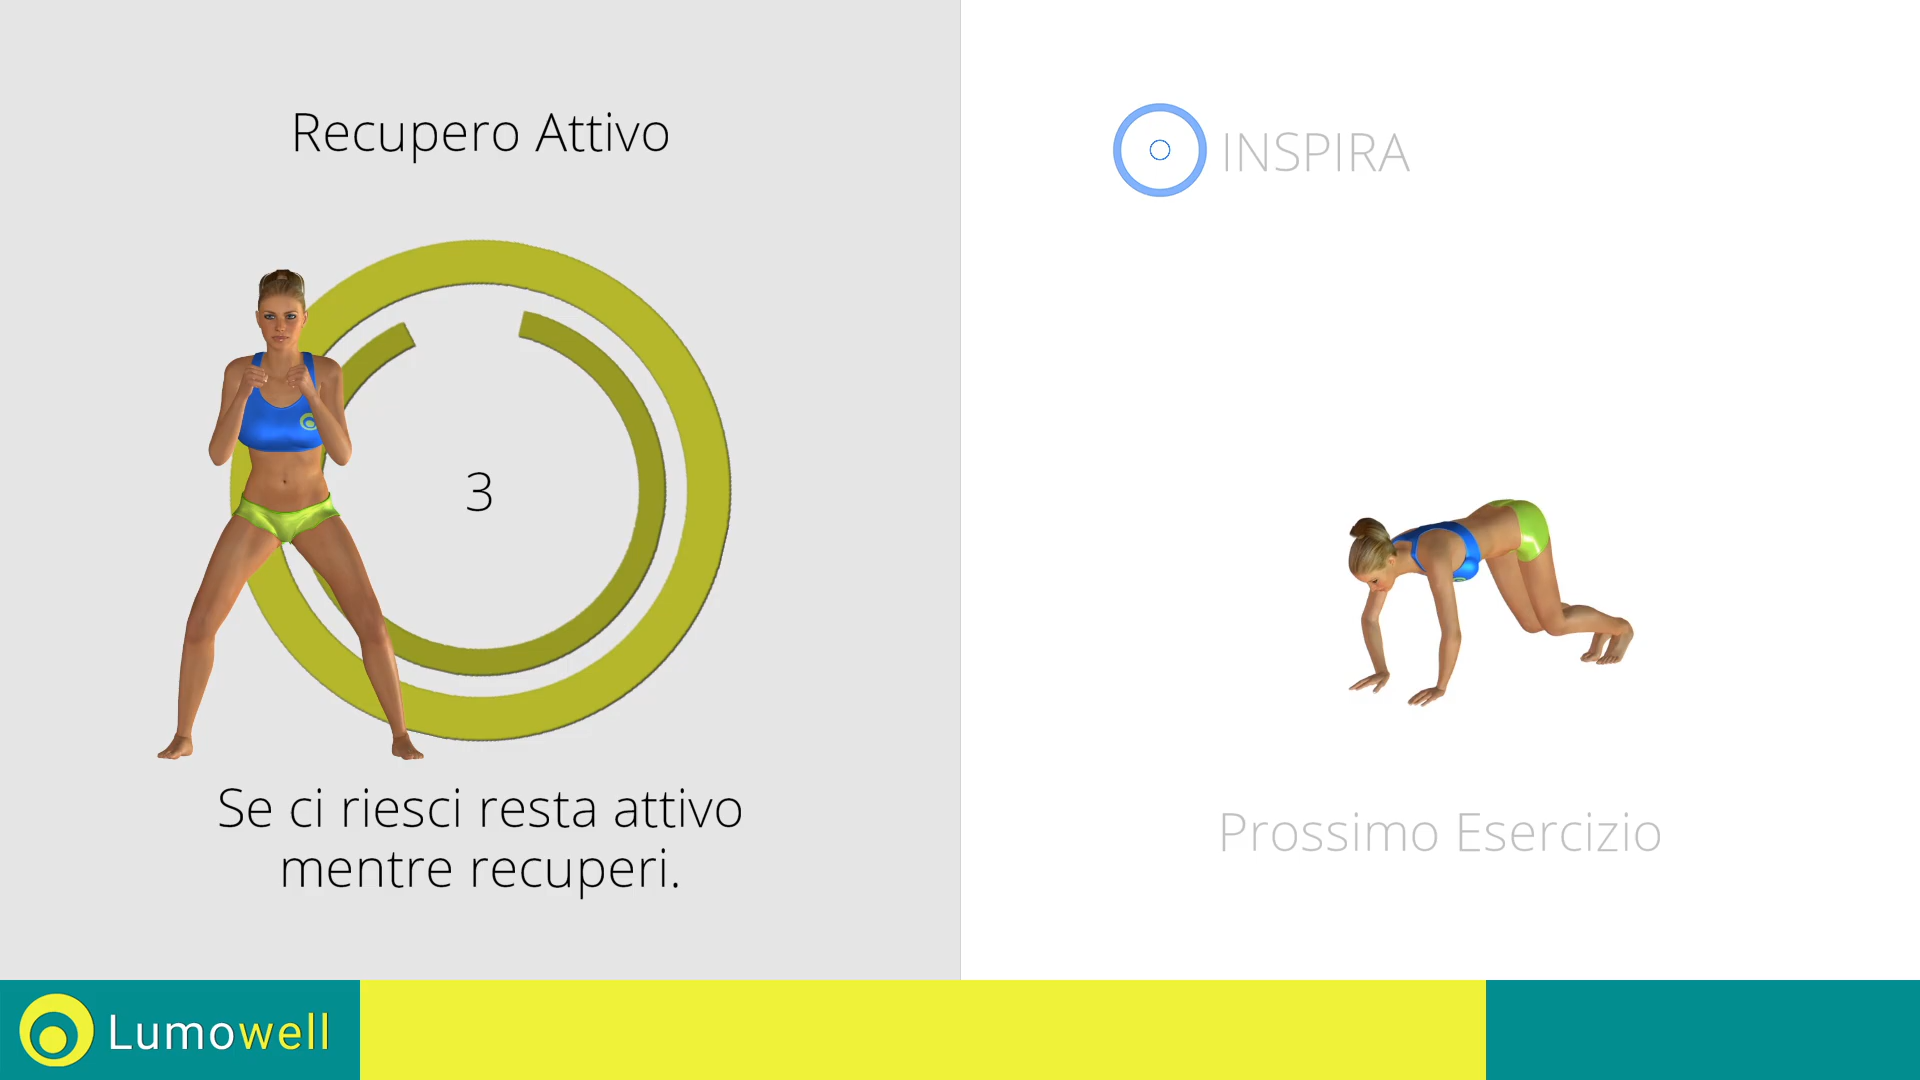 Recupero Attivo
3
Se ci riesci resta attivo
mentre recuperi.
INSPIRA
Prossimo Esercizio
Lumowell